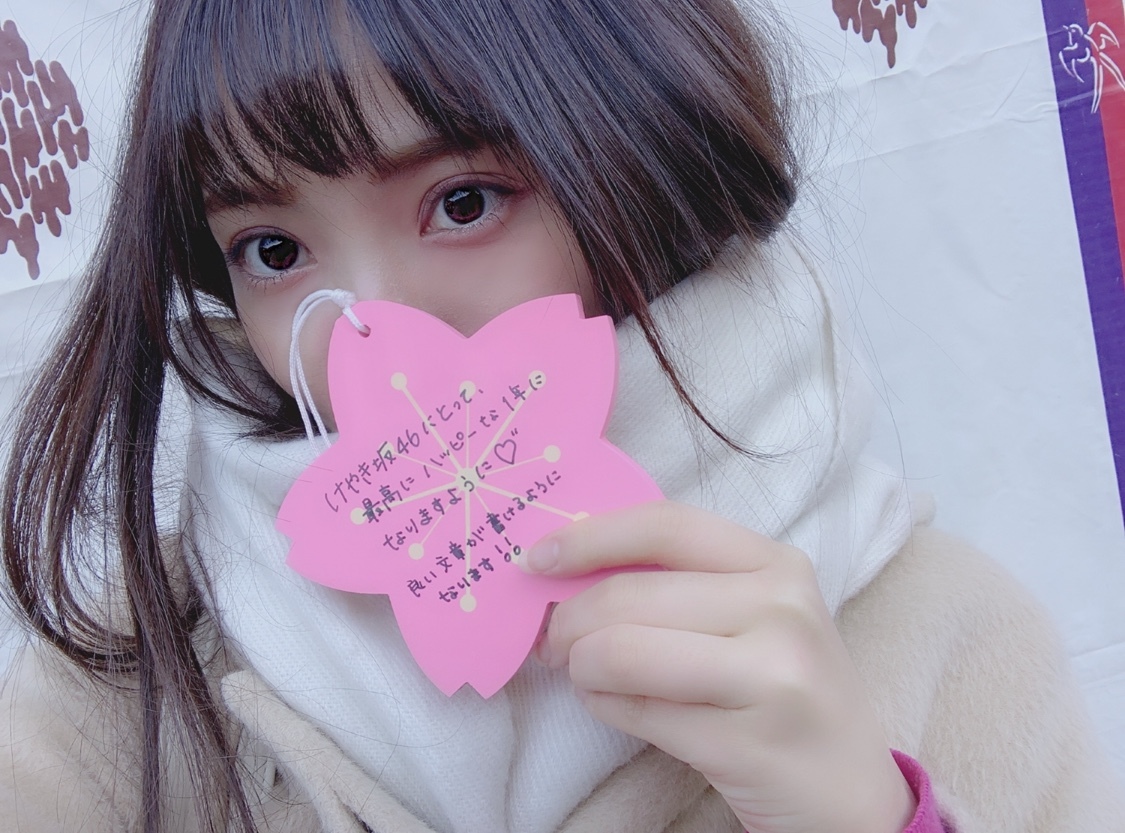 けやき坂46にとって、
最高にハッピーな1年に
なりますように♡
良い文章が書けるように
なります!!